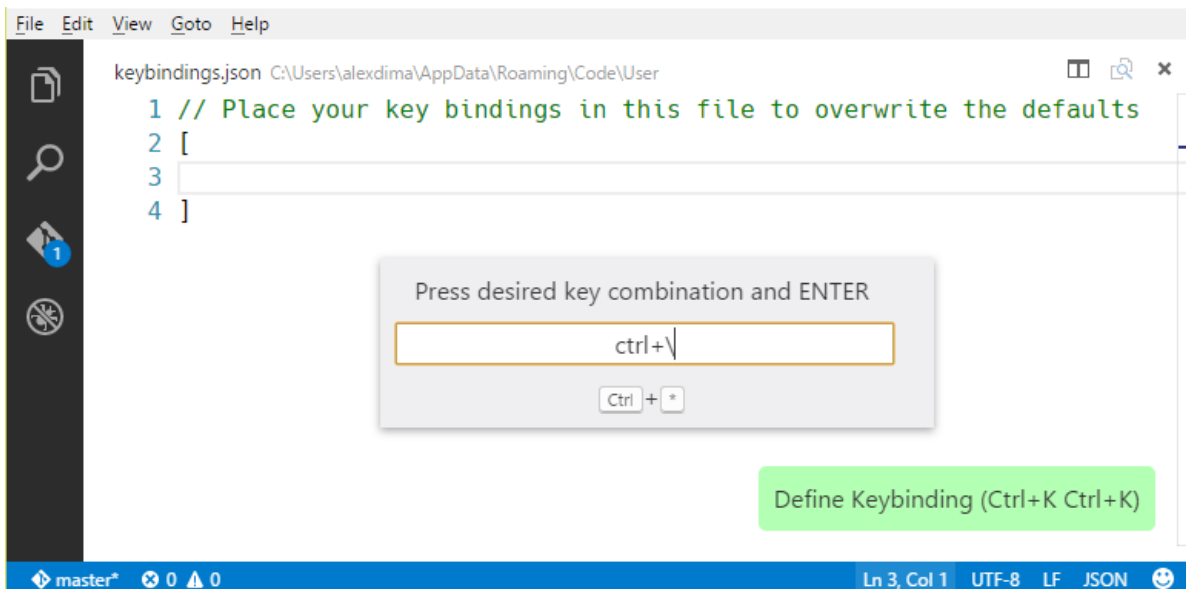 File Edit View Goto Help
keybindings.json C:\Users\alexdima\AppData\Roaming\Code\User
1 // Place your key bindings in this file to overwrite the defaults
2 [
3
4 ]
1
Press desired key combination and ENTER
ctrl+\
Ctrl + *
Define Keybinding (Ctrl+K Ctrl+K)
master* 0 0 Ln 3, Col 1 UTF-8 LF JSON